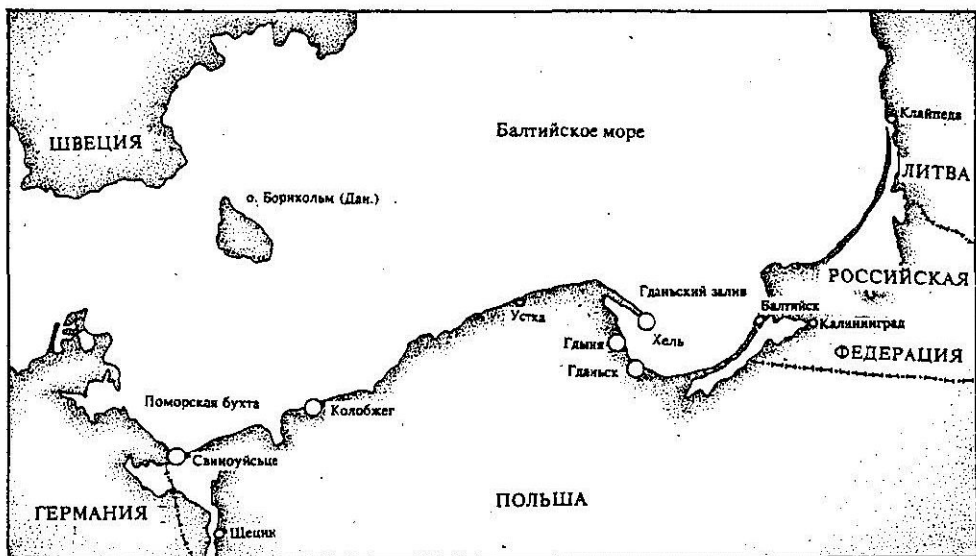 ШВЕЦИЯ
Балтийское море
Клайпеда
ЛИТВА
о. Борнхольм (Дан.)
РОССИЙСКАЯ
Гданьский залив
Балтийск
Устка
Хель
Калининград
Гдыня
ФЕДЕРАЦИЯ
Гданьск
Поморская бухта
Колобжег
Свиноуйсьце
ПОЛЬША
ГЕРМАНИЯ
Щецин